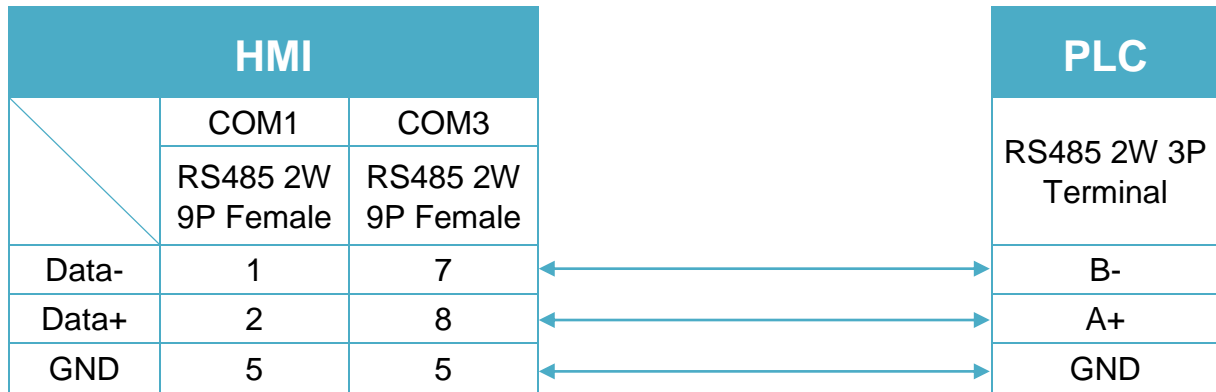 HMI PLC
COM1 COM3
RS485 2W 9P Female RS485 2W 9P Female RS485 2W 3P Terminal
Data- 1 7 B-
Data+ 2 8 A+
GND 5 5 GND